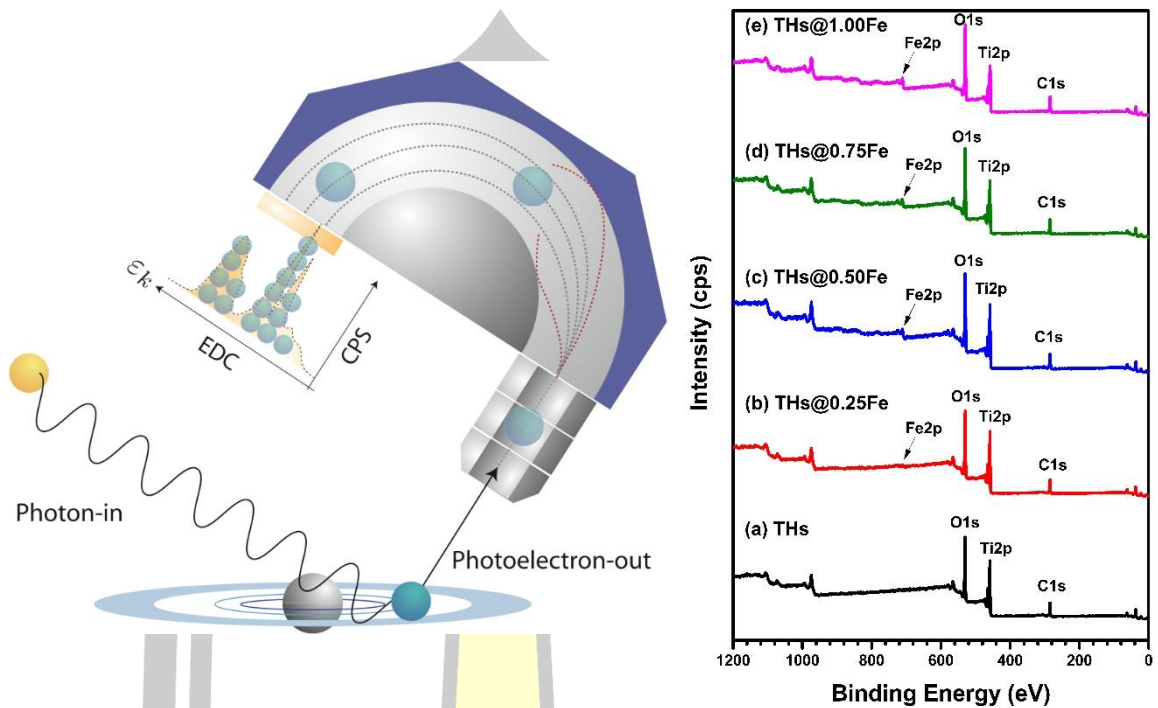 εk
EDC
CPS
Photon-in
Photoelectron-out
(e) THs@1.00Fe
Fe2p
O1s
Ti2p
C1s
(d) THs@0.75Fe
Fe2p
O1s
Ti2p
C1s
(c) THs@0.50Fe
Fe2p
O1s
Ti2p
C1s
(b) THs@0.25Fe
Fe2p
O1s
Ti2p
C1s
(a) THs
O1s
Ti2p
C1s
Intensity (cps)
1200 1000 800 600 400 200 0
Binding Energy (eV)